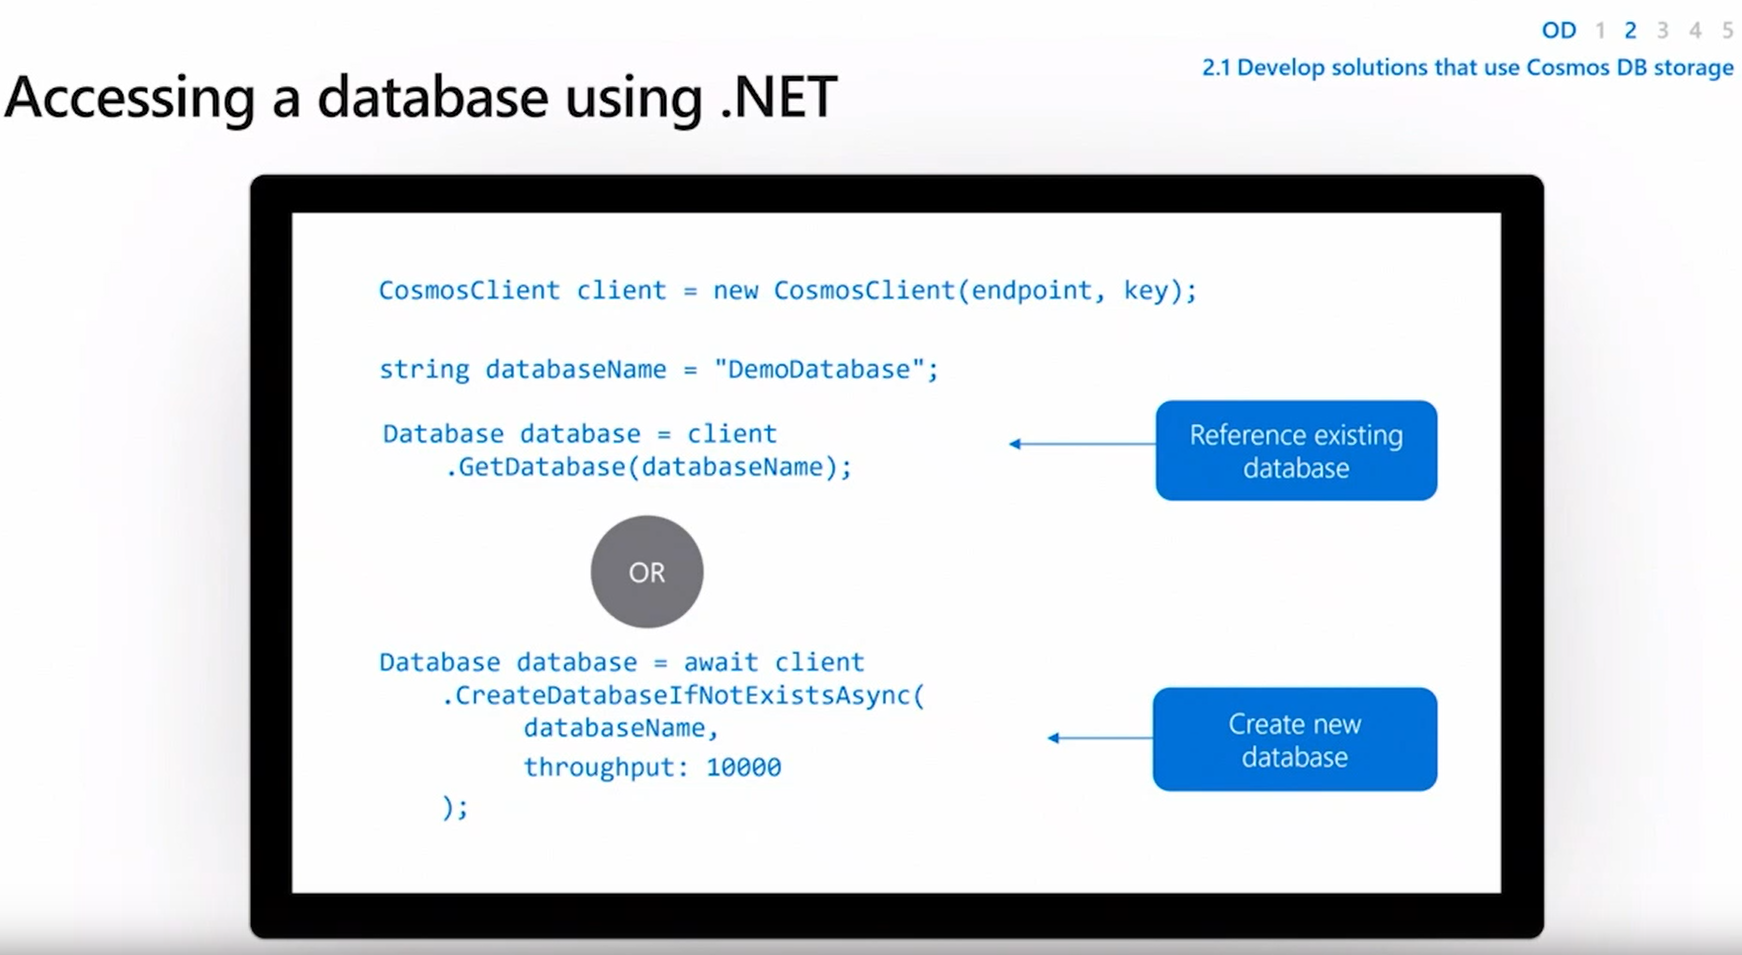 OD 1 2 3 4 5
2.1 Develop solutions that use Cosmos DB storage
Accessing a database using .NET
CosmosClient client = new CosmosClient(endpoint, key);
string databaseName = "DemoDatabase";
Database database = client
.GetDatabase(databaseName);
Reference existing
database
OR
Database database = await client
.CreateDatabaseIfNotExistsAsync(
databaseName,
throughput: 10000
);
Create new
database